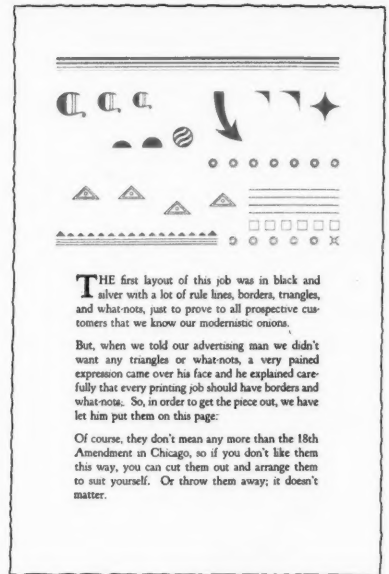 THE first layout of this job was in black and
silver with a lot of rule lines, borders, triangles,
and what-nots, just to prove to all prospective cus-
tomers that we know our modernistic onions.
But, when we told our advertising man we didn't
want any triangles or what-nots, a very pained
expression came over his face and he explained care-
fully that every printing job should have borders and
what-nots. So, in order to get the piece out, we have
let him put them on this page:
Of course, they don't mean any more than the 18th
Amendment in Chicago, so if you don't like them
this way, you can cut them out and arrange them
to suit yourself. Or throw them away; it doesn't
matter.